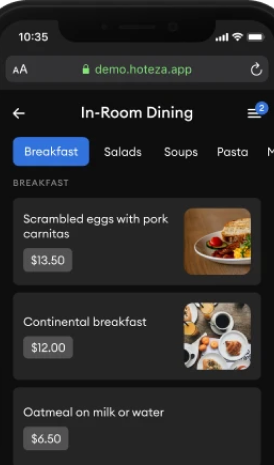 10:35
AA
demo.hoteza.app
In-Room Dining
2
Breakfast
Salads
Soups
Pasta
BREAKFAST
Scrambled eggs with pork
carnitas
$13.50
Continental breakfast
$12.00
Oatmeal on milk or water
$6.50